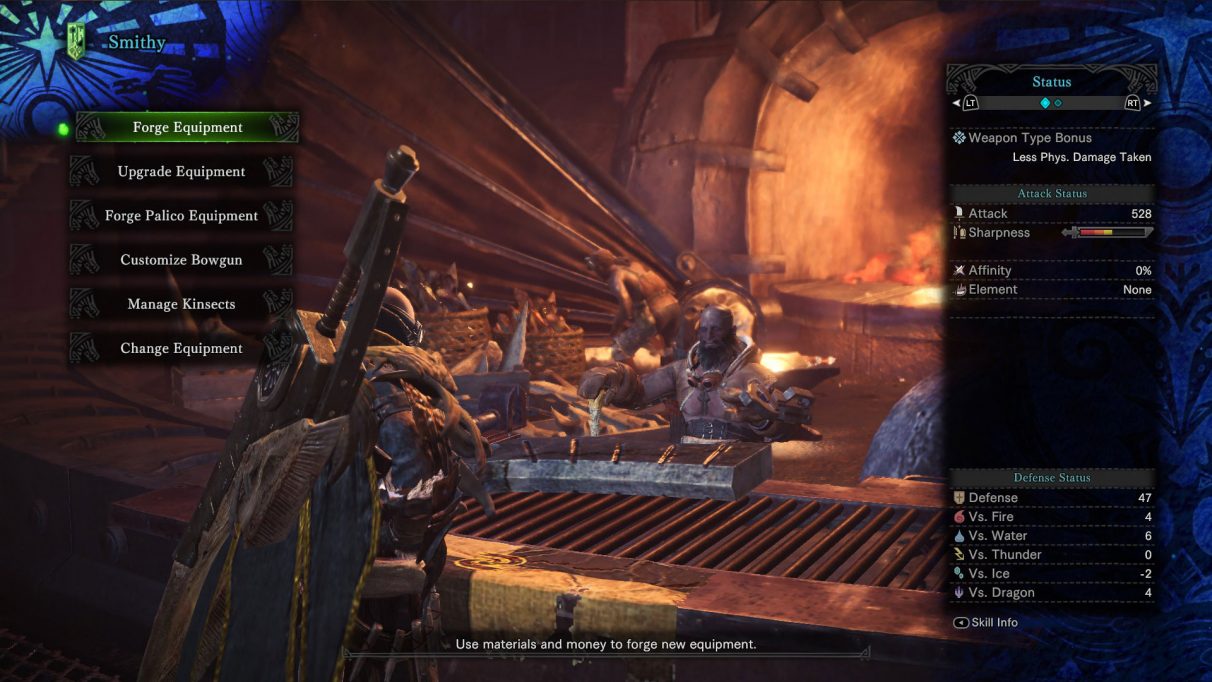 Smithy
Forge Equipment
Upgrade Equipment
Forge Palico Equipment
Customize Bowgun
Manage Kinsects
Change Equipment
Status
LT RT
Weapon Type Bonus
Less Phys. Damage Taken
Attack Status
Attack 528
Sharpness
Affinity 0%
Element None
Defense Status
Defense 47
Vs. Fire 4
Vs. Water 6
Vs. Thunder 0
Vs. Ice -2
Vs. Dragon 4
Skill Info
Use materials and money to forge new equipment.